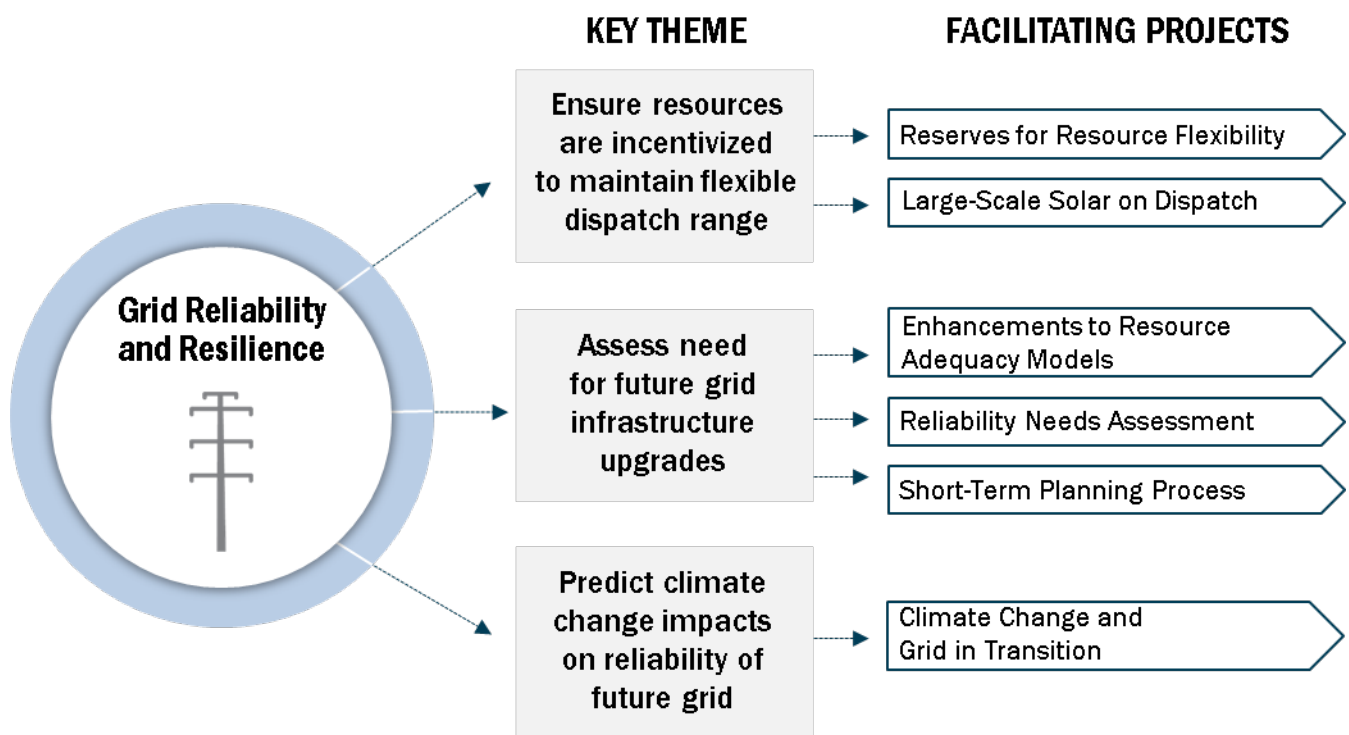 KEY THEME
FACILITATING PROJECTS
Grid Reliability
and Resilience
Ensure resources
are incentivized
to maintain flexible
dispatch range
Reserves for Resource Flexibility
Large-Scale Solar on Dispatch
Assess need
for future grid
infrastructure
upgrades
Enhancements to Resource
Adequacy Models
Reliability Needs Assessment
Short-Term Planning Process
Predict climate
change impacts
on reliability of
future grid
Climate Change and
Grid in Transition